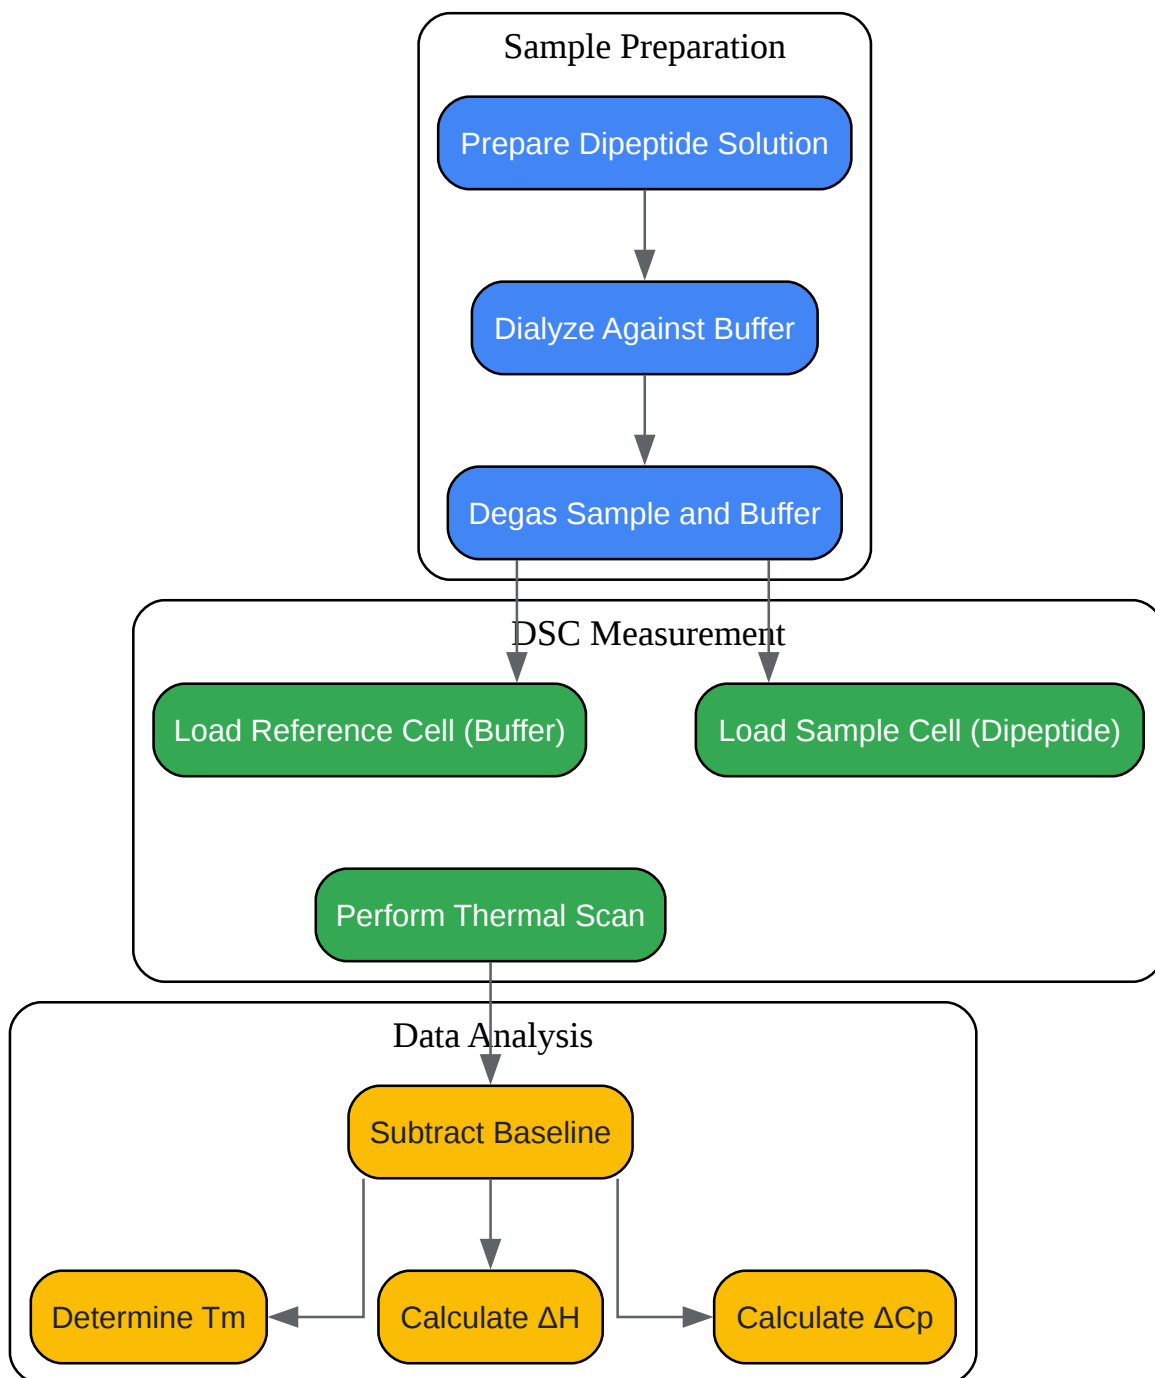 Sample Preparation
Prepare Dipeptide Solution
Dialyze Against Buffer
Degas Sample and Buffer
DSC Measurement
Load Reference Cell (Buffer)
Load Sample Cell (Dipeptide)
Perform Thermal Scan
Data Analysis
Subtract Baseline
Determine Tm
Calculate ΔH
Calculate ΔCp